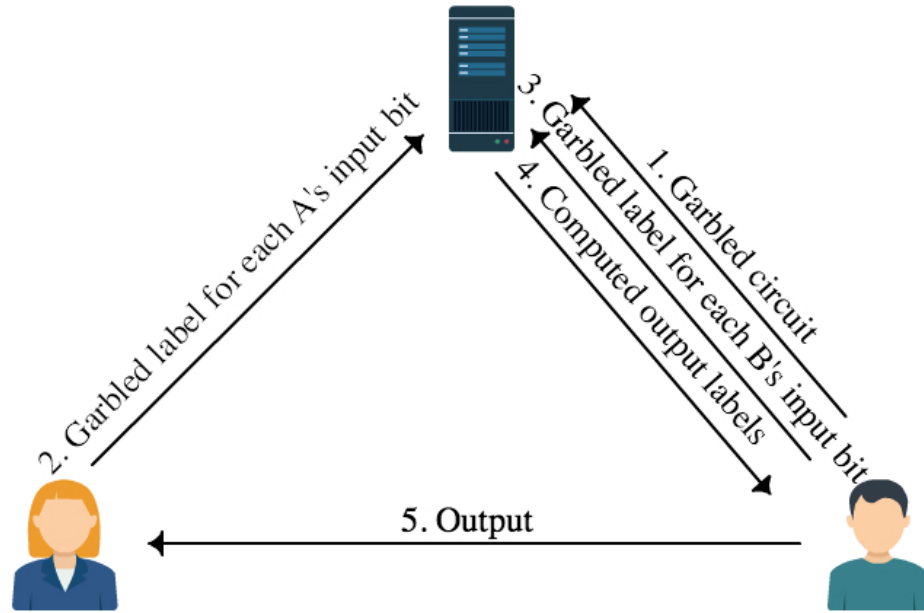 1. Garbled circuit
2. Garbled label for each A's input bit
3. Garbled label for each B's input bit
4. Computed output labels
5. Output